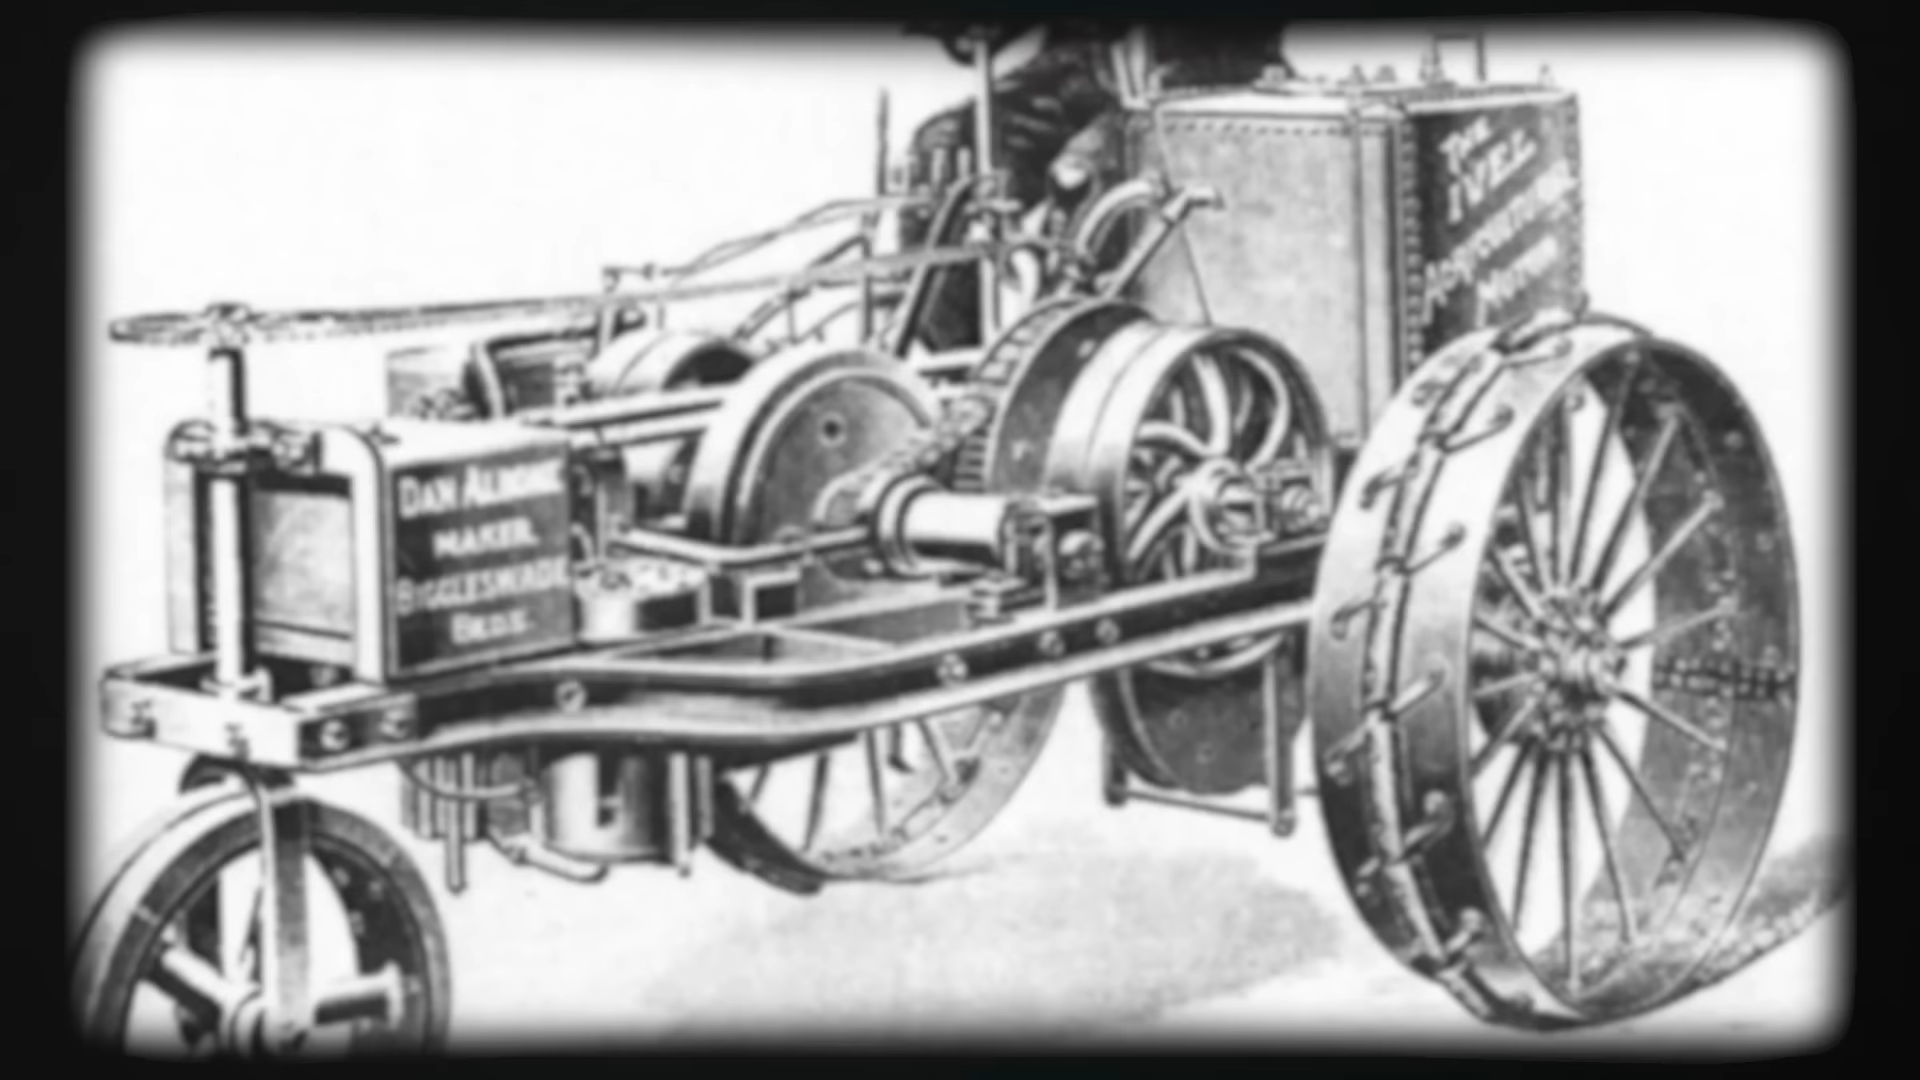 THE
IVEL
AGRICULTURAL
MOTOR
DAN ALBONE
MAKER.
BIGGLESWADE
BEDS.